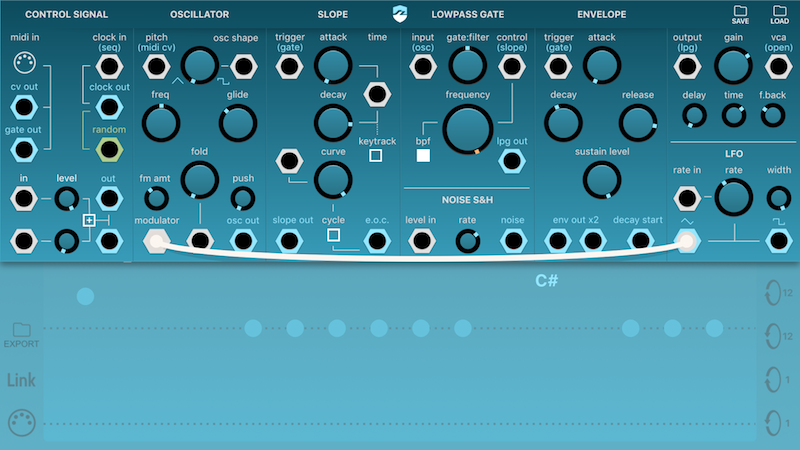 CONTROL SIGNAL
OSCILLATOR
SLOPE
LOWPASS GATE
ENVELOPE
SAVE
LOAD
midi in
clock in
(seq)
cv out
clock out
gate out
random
in
level
out
pitch
(midi cv)
osc shape
freq
glide
fold
fm amt
push
modulator
osc out
trigger
(gate)
attack
time
decay
keytrack
curve
slope out
cycle
e.o.c.
input
(osc)
gate:filter
control
(slope)
frequency
bpf
lpg out
NOISE S&H
level in
rate
noise
trigger
(gate)
attack
decay
release
sustain level
env out x2
decay start
output
(lpg)
gain
vca
(open)
delay
time
f.back
LFO
rate in
rate
width
C#
12
EXPORT
12
Link
1
1